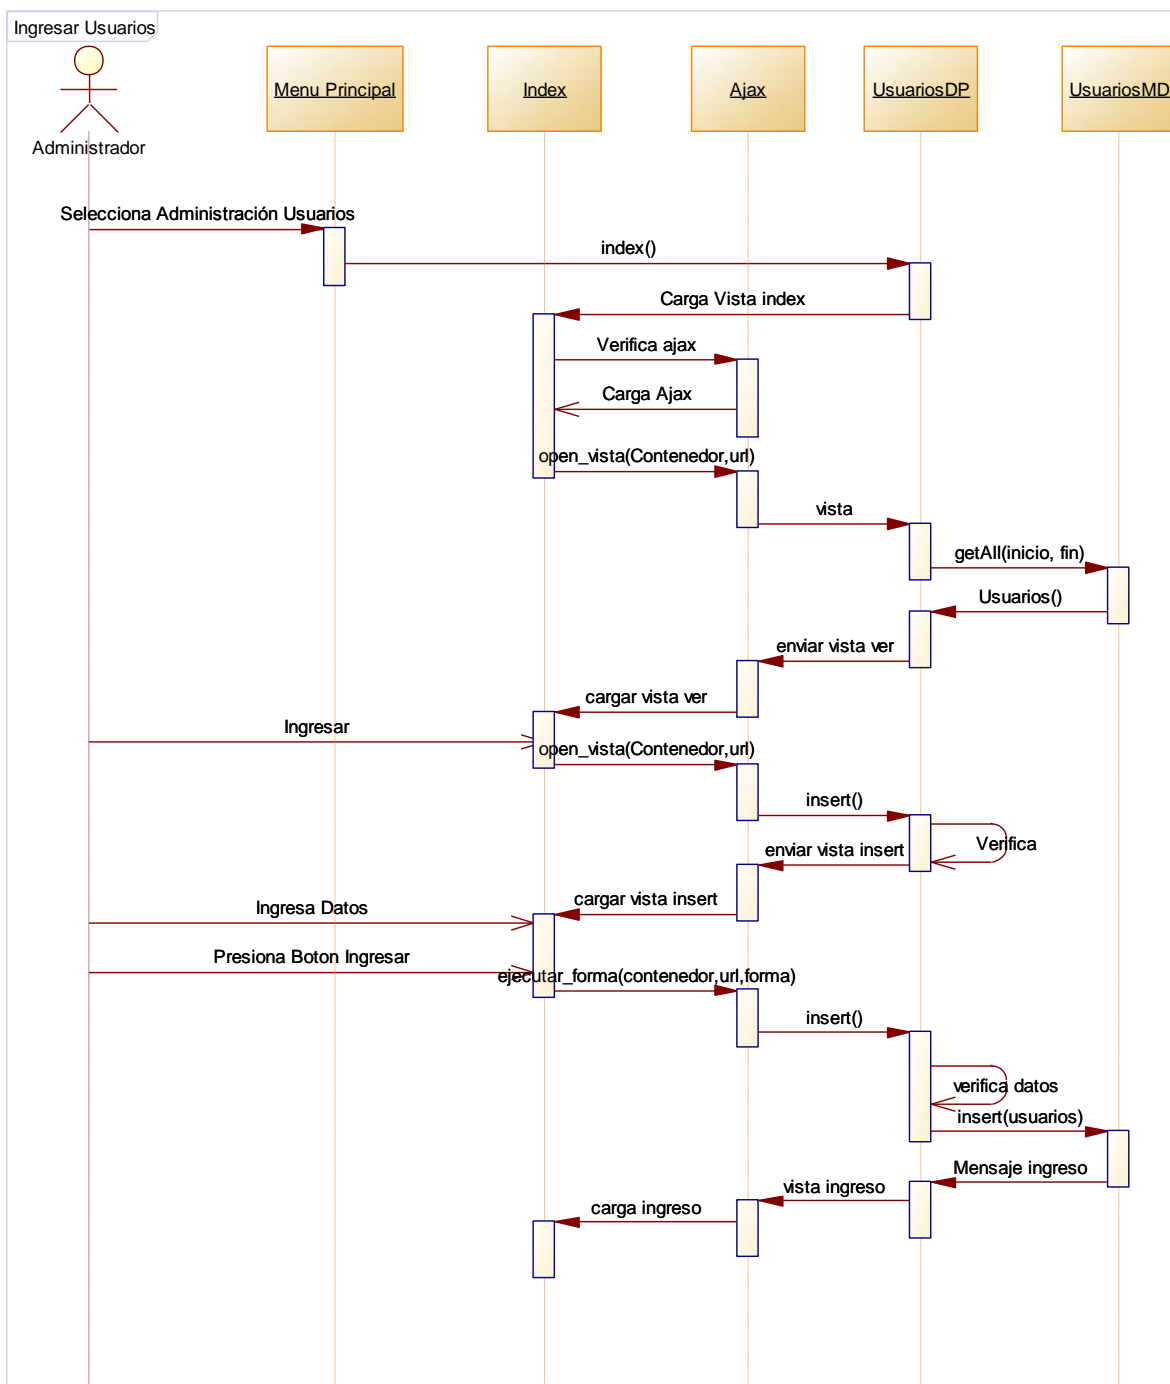 Ingresar Usuarios
Menu Principal
Index
Ajax
UsuariosDP
UsuariosMD
Administrador
Selecciona Administración Usuarios
index()
Carga Vista index
Verifica ajax
Carga Ajax
open_vista(Contenedor,url)
vista
getAll(inicio, fin)
Usuarios()
enviar vista ver
cargar vista ver
Ingresar
open_vista(Contenedor,url)
insert()
Verifica
enviar vista insert
cargar vista insert
Ingresa Datos
Presiona Boton Ingresar
ejecutar_forma(contenedor,url,forma)
insert()
verifica datos
insert(usuarios)
Mensaje ingreso
vista ingreso
carga ingreso